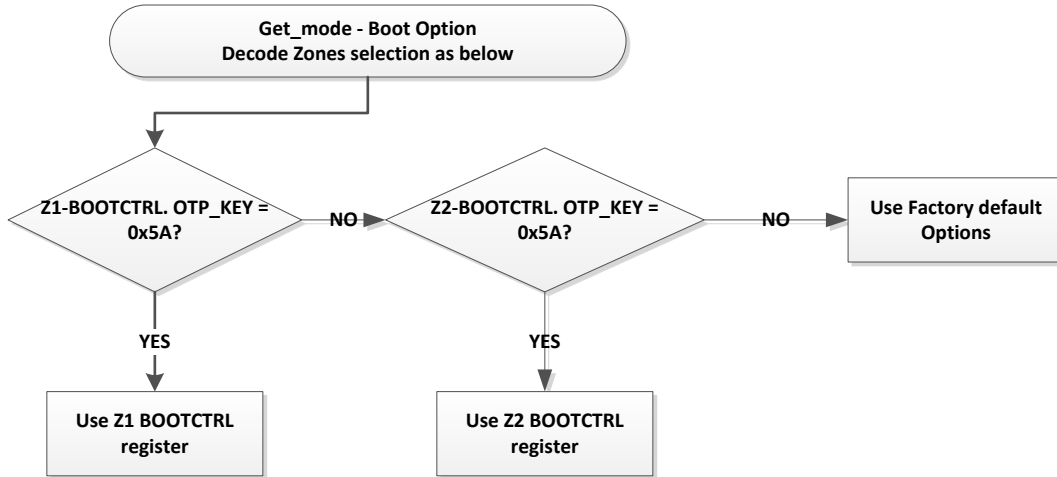 Get_mode - Boot Option
Decode Zones selection as below
Z1-BOOTCTRL. OTP_KEY =
0x5A?
NO
Z2-BOOTCTRL. OTP_KEY =
0x5A?
NO
Use Factory default
Options
YES
YES
Use Z1 BOOTCTRL
register
Use Z2 BOOTCTRL
register